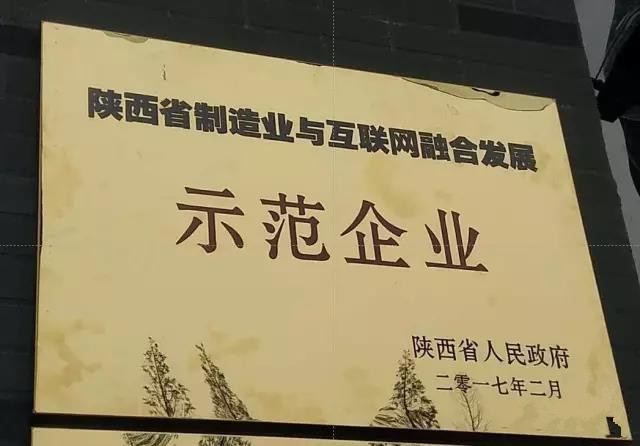 陕西省制造业与互联网融合发展
示范企业
陕西省人民政府
二零一七年二月